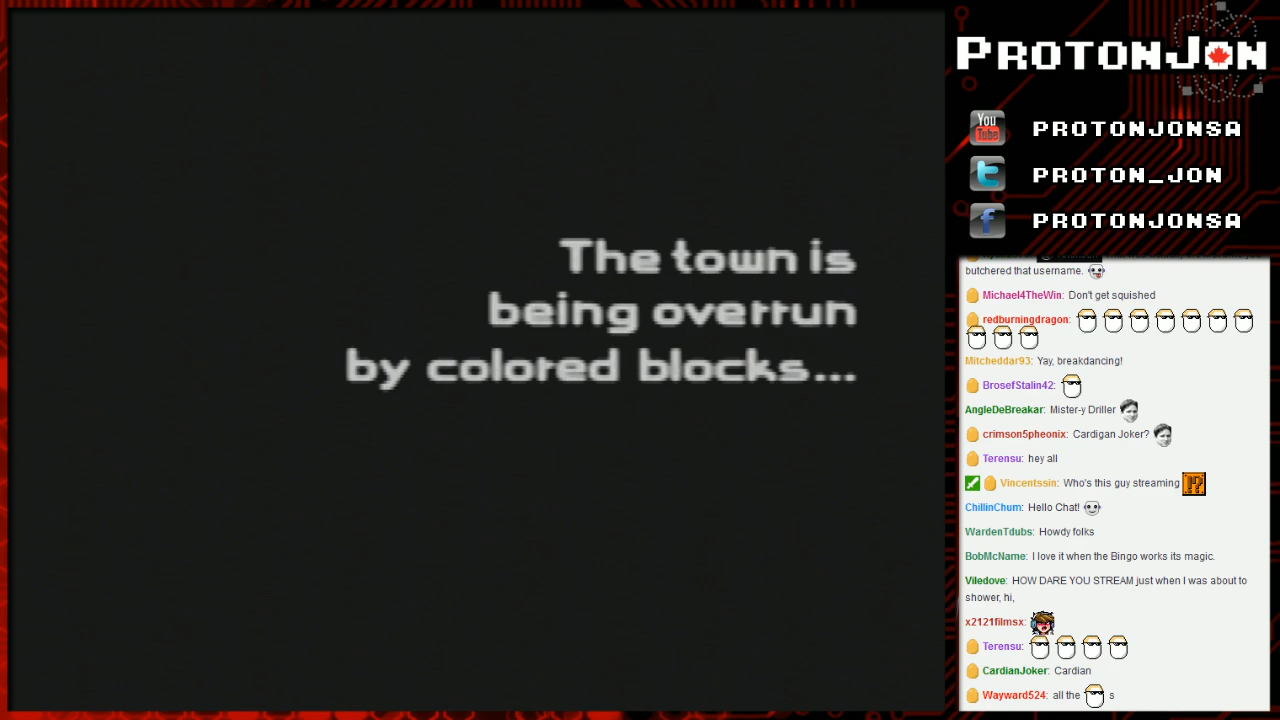 The town is
being overrun
by colored blocks...
PROTONJON
You
Tube
PROTONJONSA
PROTON_JON
PROTONJONSA
butchered that username.
Michael4TheWin: Don't get squished
redburningdragon:
Mitcheddar93: Yay, breakdancing!
BrosefStalin42:
AngleDeBreakar: Mister-y Driller
crimson5pheonix: Cardigan Joker?
Terensu: hey all
Vincentssin: Who's this guy streaming !?
ChillinChum: Hello Chat!
WardenTdubs: Howdy folks
BobMcName: I love it when the Bingo works its magic.
Viledove: HOW DARE YOU STREAM just when I was about to
shower, hi,
x2121filmsx:
Terensu:
CardianJoker: Cardian
Wayward524: all the s